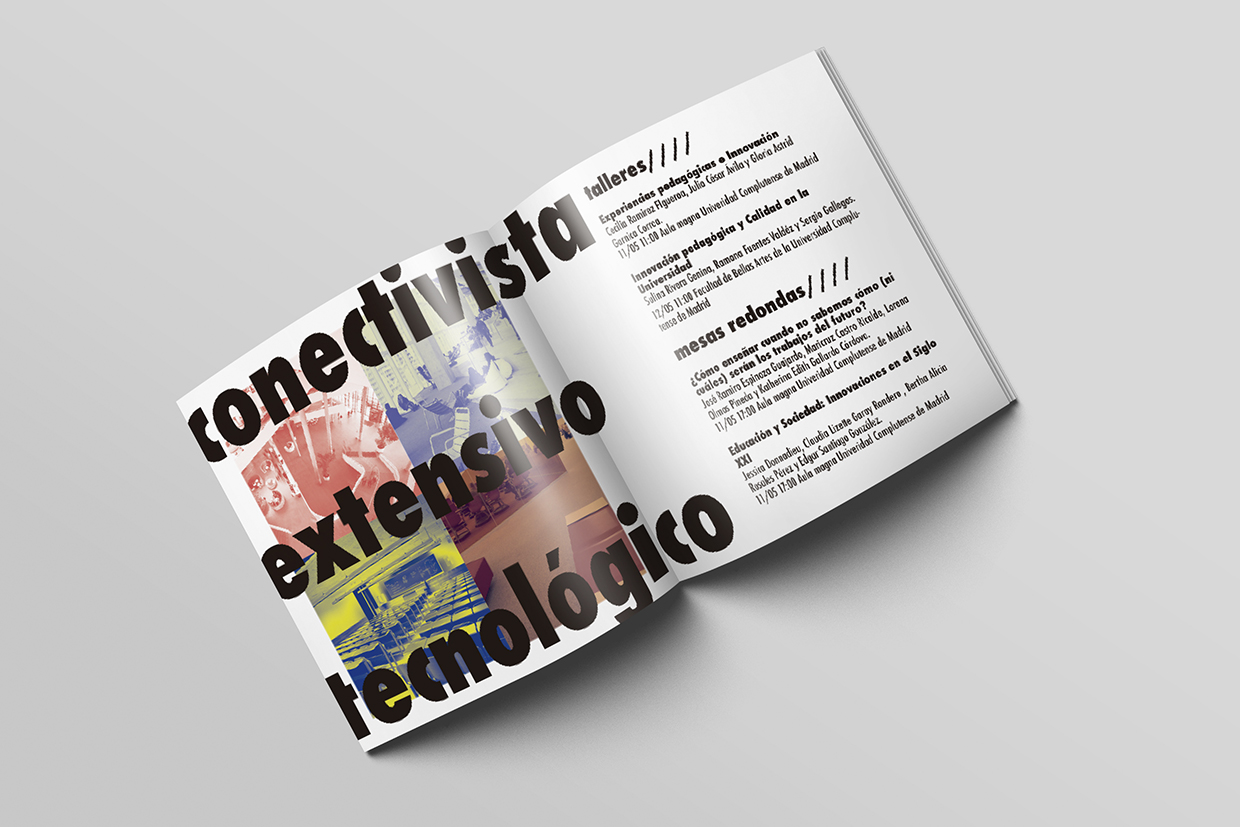 conectivista
extensivo
tecnológico
talleres////
Experiencias pedagógicas e Innovación
Cecilia Ramírez Figueroa, Julio César Ávila y Gloria Astrid
Garnica Correa.
11/05 11:00 Aula magna Univeridad Complutense de Madrid
Innovación pedagógica y Calidad en la
Universidad
Salina Rivera Genina, Ramona Fuentes Valdéz y Sergio Gallegos.
12/05 11:00 Facultad de Bellas Artes de la Universidad Complu-
tense de Madrid
mesas redondas////
¿Cómo enseñar cuando no sabemos cómo (ni
cuáles) serán los trabajos del futuro?
José Ramiro Espinoza Guajardo, Maricruz Castro Ricalde, Lorena
Olmos Pineda y Katherina Edith Gallardo Córdova.
11/05 17:00 Aula magna Univeridad Complutense de Madrid
Educación y Sociedad: Innovaciones en el Siglo
XXI
Jessica Donnadieu, Claudia Lizette Garay Rondero , Bertha Alicia
Rosales Pérez y Edgar Santiago González.
11/05 17:00 Aula magna Univeridad Complutense de Madrid